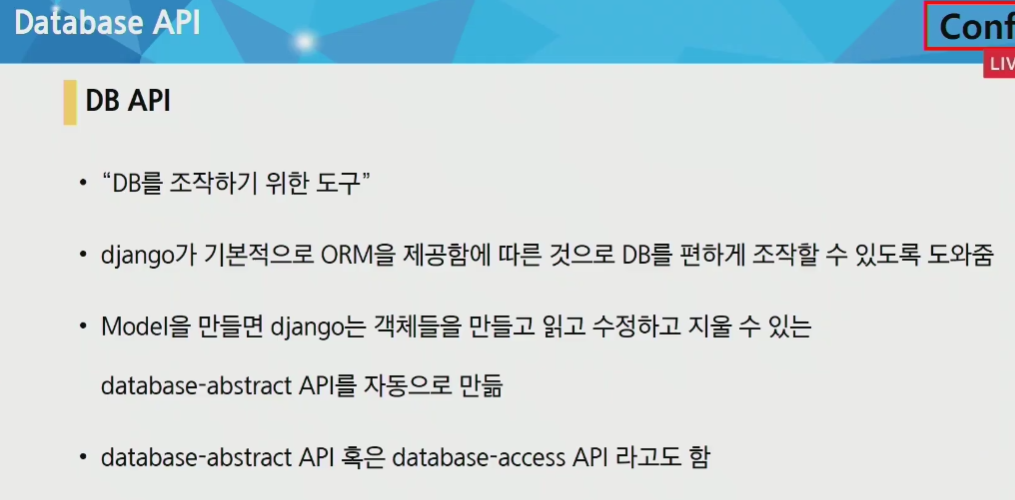 Database API
DB API
• “DB를 조작하기 위한 도구”
• django가 기본적으로 ORM을 제공함에 따른 것으로 DB를 편하게 조작할 수 있도록 도와줌
• Model을 만들면 django는 객체들을 만들고 읽고 수정하고 지울 수 있는
database-abstract API를 자동으로 만듦
• database-abstract API 혹은 database-access API 라고도 함